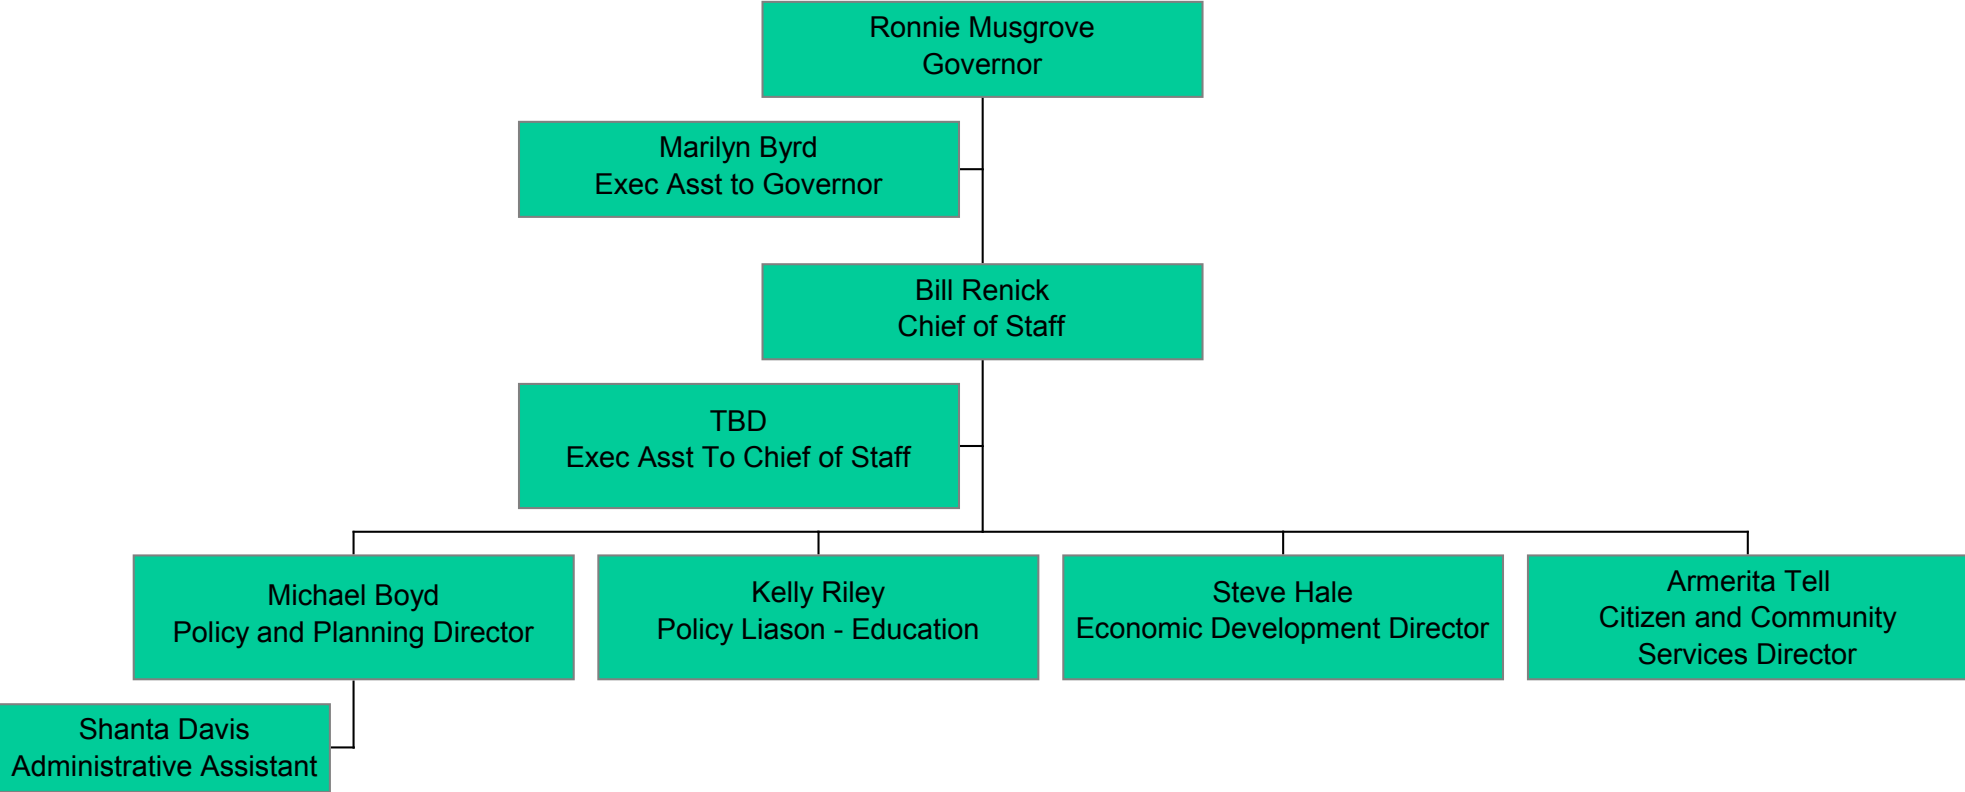 Ronnie Musgrove
Governor
Marilyn Byrd
Exec Asst to Governor
Bill Renick
Chief of Staff
TBD
Exec Asst To Chief of Staff
Michael Boyd
Policy and Planning Director
Kelly Riley
Policy Liason - Education
Steve Hale
Economic Development Director
Armerita Tell
Citizen and Community
Services Director
Shanta Davis
Administrative Assistant